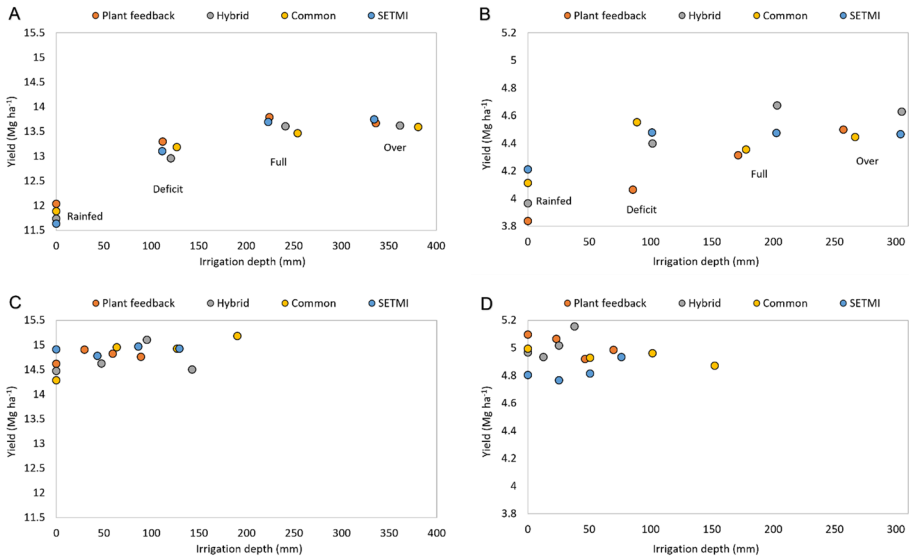 A
Plant feedback Hybrid Common SETMI
15.5
15
14.5
14
13.5
13
12.5
12
11.5
Yield (Mg ha⁻¹)
Rainfed
Deficit
Full
Over
0 50 100 150 200 250 300 350 400
Irrigation depth (mm)
B
Plant feedback Hybrid Common SETMI
5.2
5
4.8
4.6
4.4
4.2
4
3.8
Yield (Mg ha⁻¹)
Rainfed
Deficit
Full
Over
0 50 100 150 200 250 300
Irrigation depth (mm)
C
Plant feedback Hybrid Common SETMI
15.5
15
14.5
14
13.5
13
12.5
12
11.5
Yield (Mg ha⁻¹)
0 50 100 150 200 250 300 350 400
Irrigation depth (mm)
D
Plant feedback Hybrid Common SETMI
5.2
5
4.8
4.6
4.4
4.2
4
3.8
Yield (Mg ha⁻¹)
0 50 100 150 200 250 300
Irrigation depth (mm)